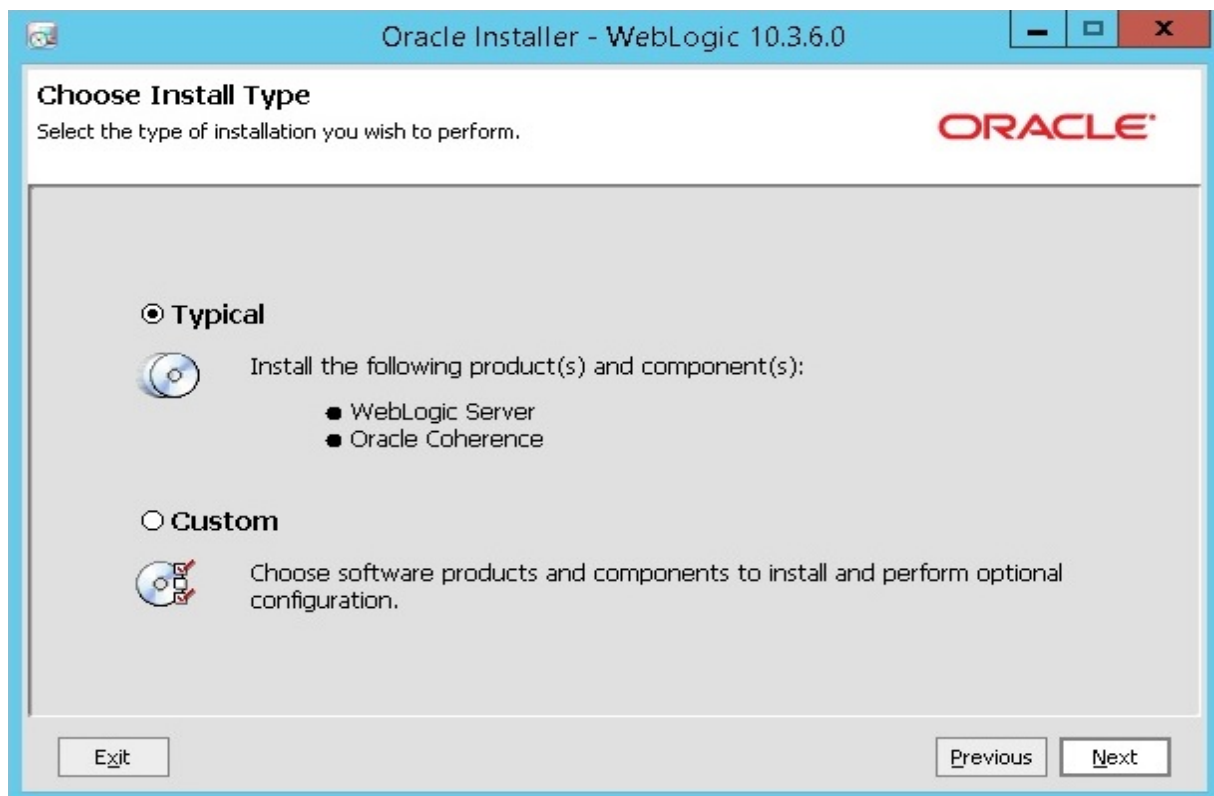 Oracle Installer - WebLogic 10.3.6.0
Choose Install Type
Select the type of installation you wish to perform.
ORACLE
Typical
Install the following product(s) and component(s):
WebLogic Server
Oracle Coherence
Custom
Choose software products and components to install and perform optional
configuration.
Exit
Previous
Next